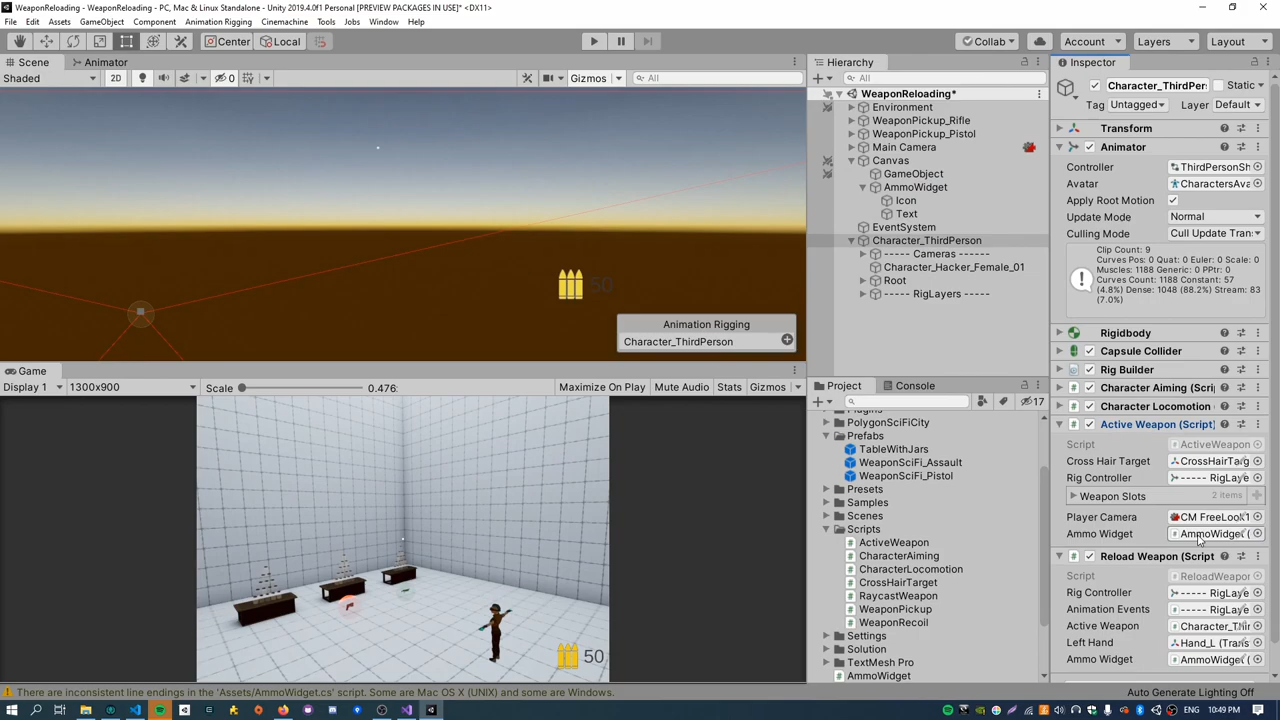 WeaponReloading - WeaponReloading - PC, Mac & Linux Standalone - Unity 2019.4.0f1 Personal [PREVIEW PACKAGES IN USE]* <DX11>
File Edit Assets GameObject Component Animation Rigging Cinemachine Tools Jobs Window Help
Center Local Collab Account Layers Layout
Scene Animator
Shaded 2D 0 Gizmos All
50
Animation Rigging
Character_ThirdPerson
Game
Display 1 1300x900 Scale 0.476: Maximize On Play Mute Audio Stats Gizmos
50
Hierarchy
All
WeaponReloading*
Environment
WeaponPickup_Rifle
WeaponPickup_Pistol
Main Camera
Canvas
GameObject
AmmoWidget
Icon
Text
EventSystem
Character_ThirdPerson
----- Cameras ------
Character_Hacker_Female_01
Root
----- RigLayers -----
Project Console
17
Plugins
PolygonSciFiCity
Prefabs
TableWithJars
WeaponSciFi_Assault
WeaponSciFi_Pistol
Presets
Samples
Scenes
Scripts
ActiveWeapon
CharacterAiming
CharacterLocomotion
CrossHairTarget
RaycastWeapon
WeaponPickup
WeaponRecoil
Settings
Solution
TextMesh Pro
AmmoWidget
Inspector
Character_ThirdPer Static
Tag Untagged Layer Default
Transform
Animator
Controller ThirdPersonSh
Avatar CharactersAva
Apply Root Motion
Update Mode Normal
Culling Mode Cull Update Tran
Clip Count: 9
Curves Pos: 0 Quat: 0 Euler: 0 Scale: 0
Muscles: 1188 Generic: 0 PPtr: 0
Curves Count: 1188 Constant: 57
(4.8%) Dense: 1048 (88.2%) Stream: 83
(7.0%)
Rigidbody
Capsule Collider
Rig Builder
Character Aiming (Scri
Character Locomotion
Active Weapon (Script)
Script ActiveWeapon
Cross Hair Target CrossHairTarg
Rig Controller ----- RigLaye
Weapon Slots 2 items
Player Camera CM FreeLook1
Ammo Widget AmmoWidget (
Reload Weapon (Script
Script ReloadWeapor
Rig Controller ----- RigLaye
Animation Events ----- RigLaye
Active Weapon Character_Thir
Left Hand Hand_L (Trans
Ammo Widget AmmoWidget (
There are inconsistent line endings in the 'Assets/AmmoWidget.cs' script. Some are Mac OS X (UNIX) and some are Windows.
Auto Generate Lighting Off
ENG 10:49 PM